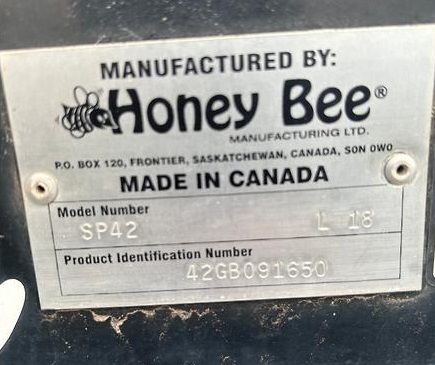 MANUFACTURED BY:
Honey Bee®
MANUFACTURING LTD.
P.O. BOX 120, FRONTIER, SASKATCHEWAN, CANADA, S0N 0W0
MADE IN CANADA
Model Number
SP42 L 18
Product Identification Number
42GB091650